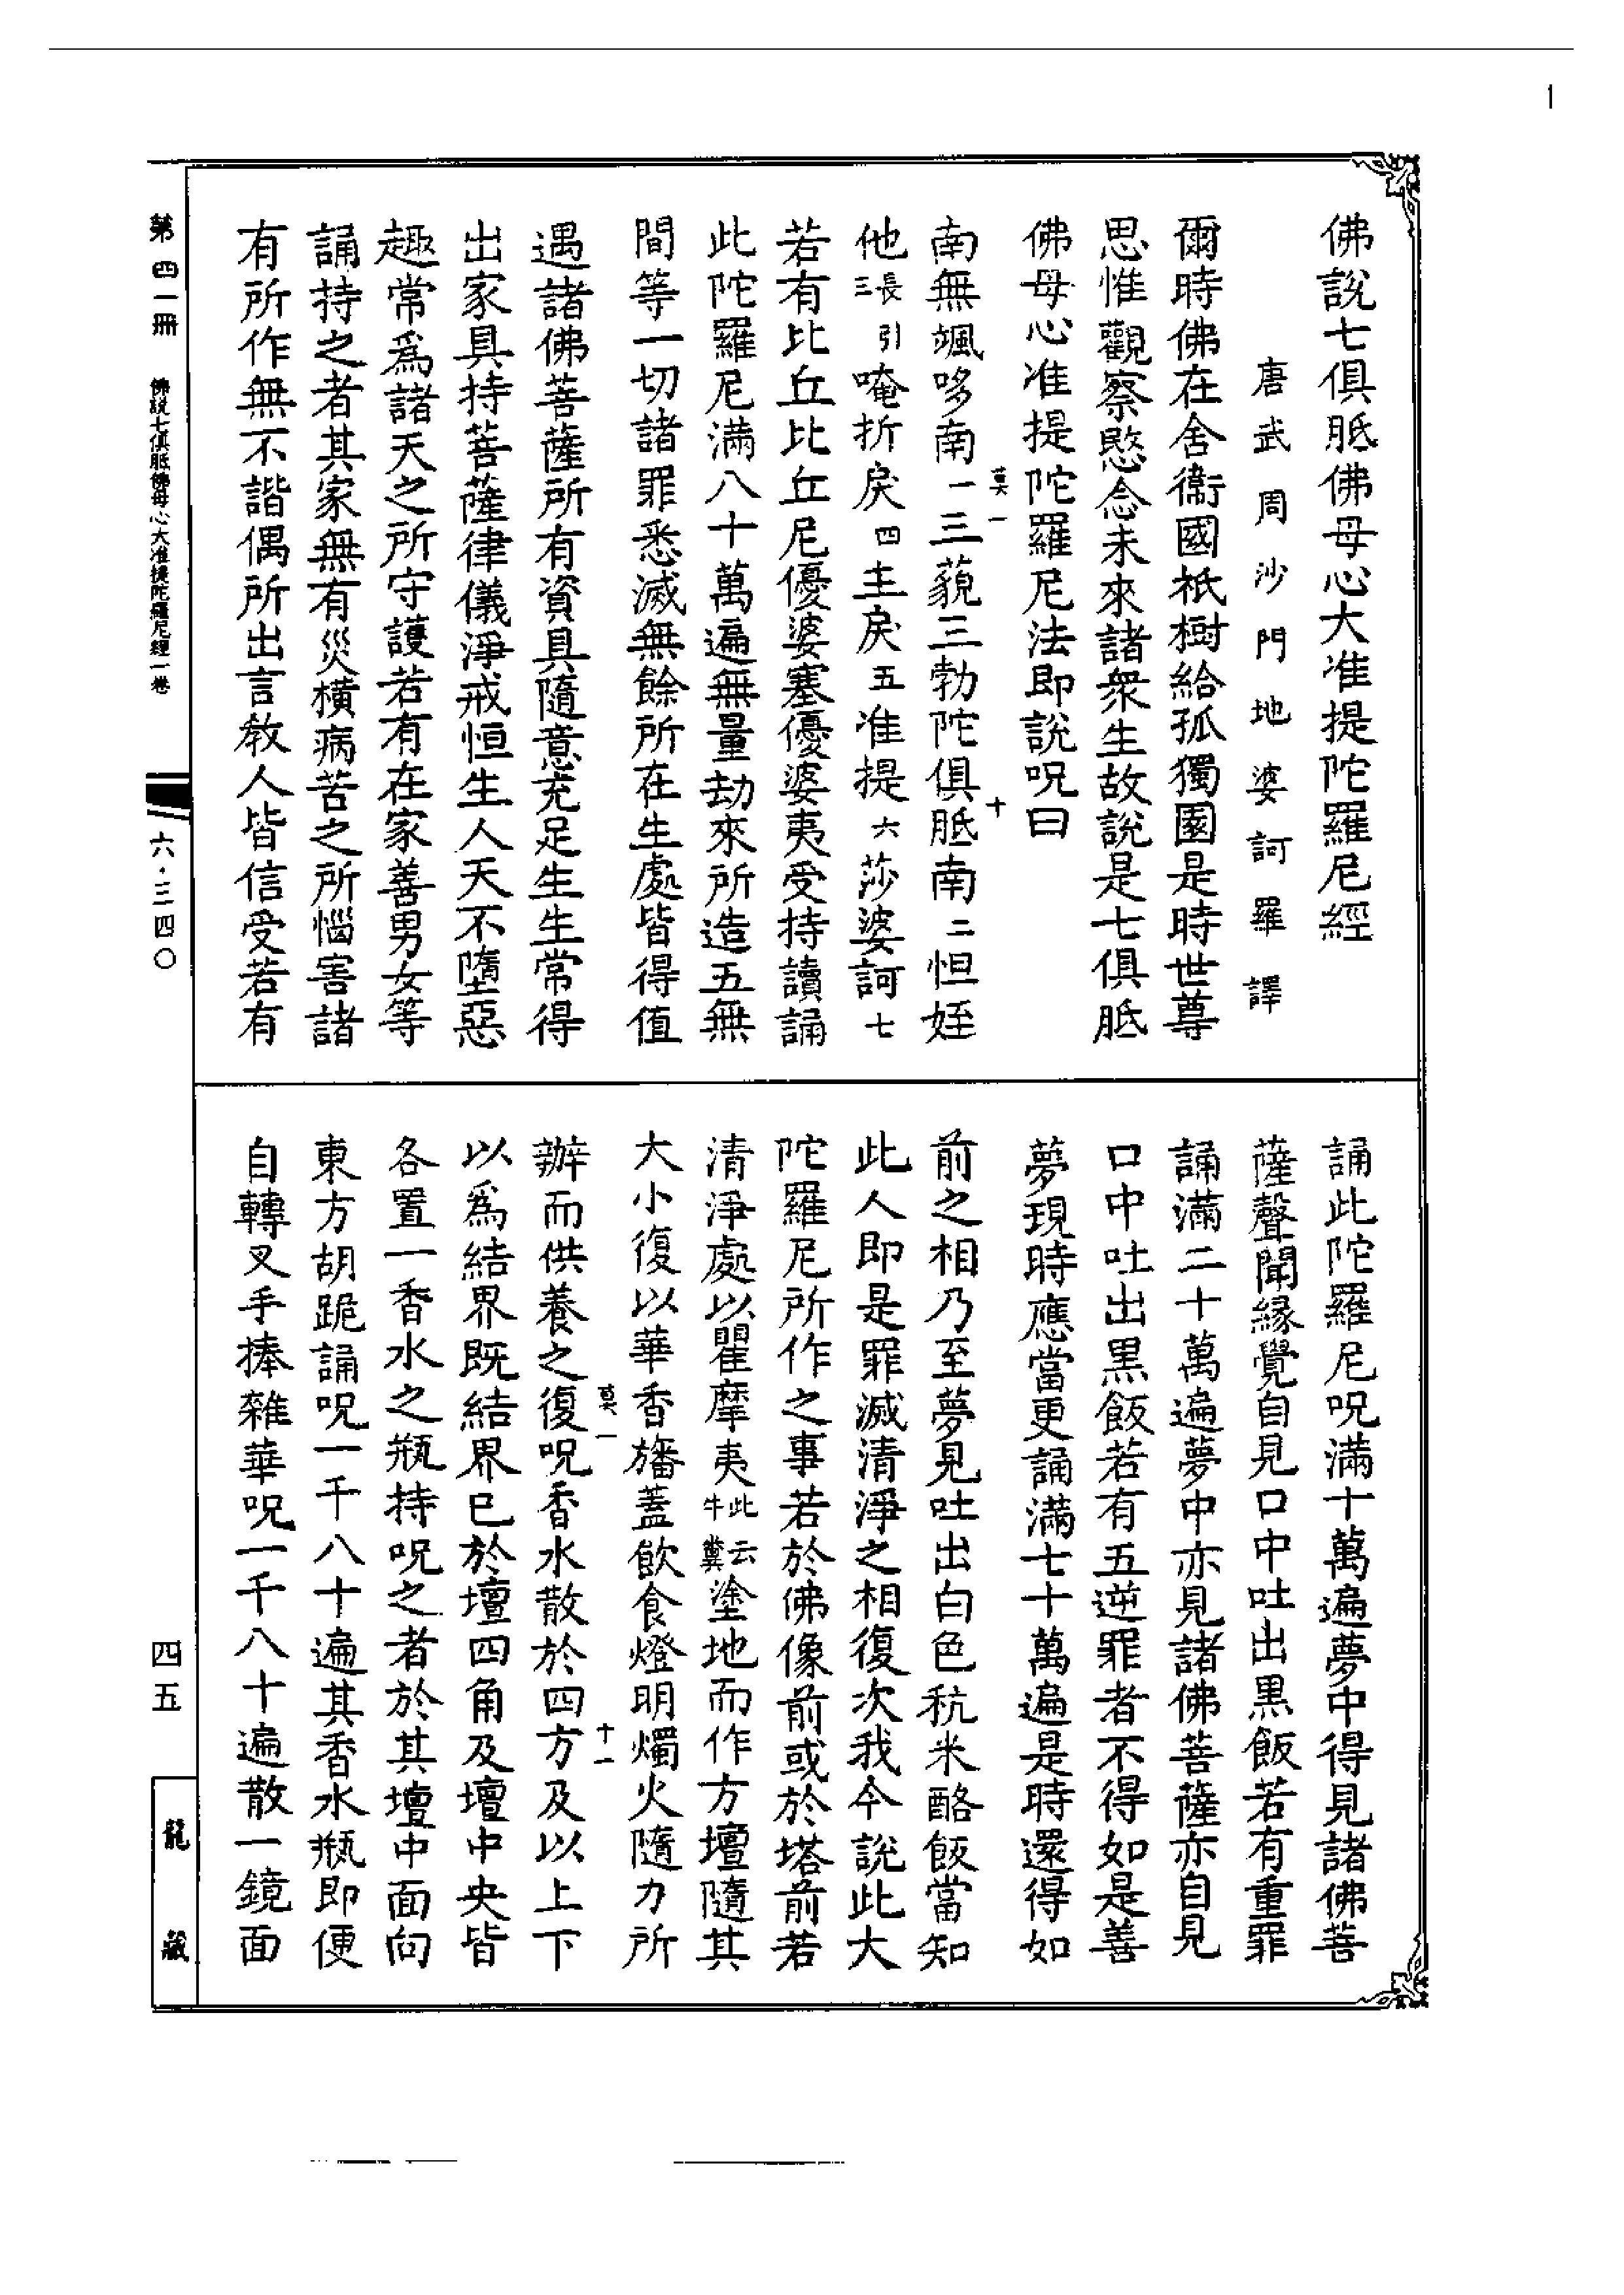 1
佛說七俱胝佛母心大准提陀羅尼經
唐武周沙門地婆訶羅譯
爾時佛在舍衞國祇樹給孤獨園是時世尊
思惟觀察愍念未來諸衆生故說是七俱胝
佛母心准提陀羅尼法即說呪曰
南無颯哆南一三藐三勃陀俱胝南二怛姪
莫一
十
他三長引唵折戾四主戾五准提六莎婆訶七
若有比丘比丘尼優婆塞優婆夷受持讀誦
此陀羅尼滿八十萬遍無量劫來所造五無
間等一切諸罪悉滅無餘所在生處皆得值
遇諸佛菩薩所有資具隨意充足生生常得
出家具持菩薩律儀淨戒恒生人天不墮惡
趣常爲諸天之所守護若有在家善男女等
誦持之者其家無有災橫病苦之所惱害諸
有所作無不諧偶所出言教人皆信受若有
誦此陀羅尼呪滿十萬遍夢中得見諸佛菩
薩聲聞緣覺自見口中吐出黑飯若有重罪
誦滿二十萬遍夢中亦見諸佛菩薩亦自見
口中吐出黑飯若有五逆罪者不得如是善
夢現時應當更誦滿七十萬遍是時還得如
前之相乃至夢見吐出白色秔米酪飯當知
此人即是罪滅清淨之相復次我今說此大
陀羅尼所作之事若於佛像前或於塔前若
清淨處以瞿摩夷此云牛糞塗地而作方壇隨其
大小復以華香旛蓋飲食燈明燭火隨力所
辦而供養之復呪香水散於四方及以上下
莫一
十一
以爲結界既結界已於壇四角及壇中央皆
各置一香水之瓶持呪之者於其壇中面向
東方胡跪誦呪一千八十遍其香水瓶即便
自轉叉手捧雜華呪一千八十遍散一鏡面
第四一冊
佛說七俱胝佛母心大准提陀羅尼經一卷
六·三四〇
四五
龍藏